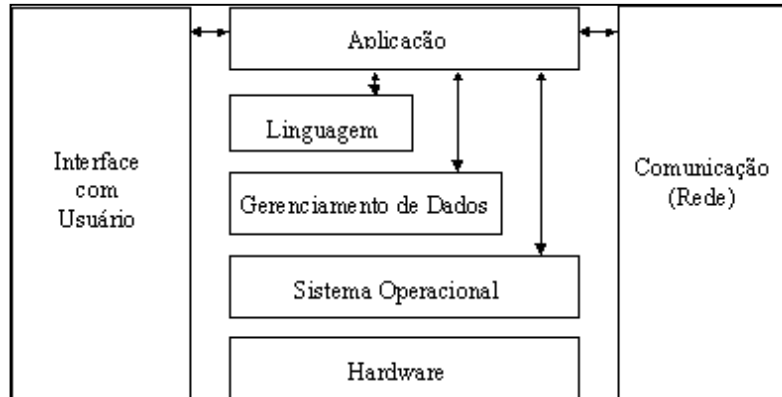 Aplicação
Linguagem
Interface
com
Usuário
Gerenciamento de Dados
Comunicação
(Rede)
Sistema Operacional
Hardware